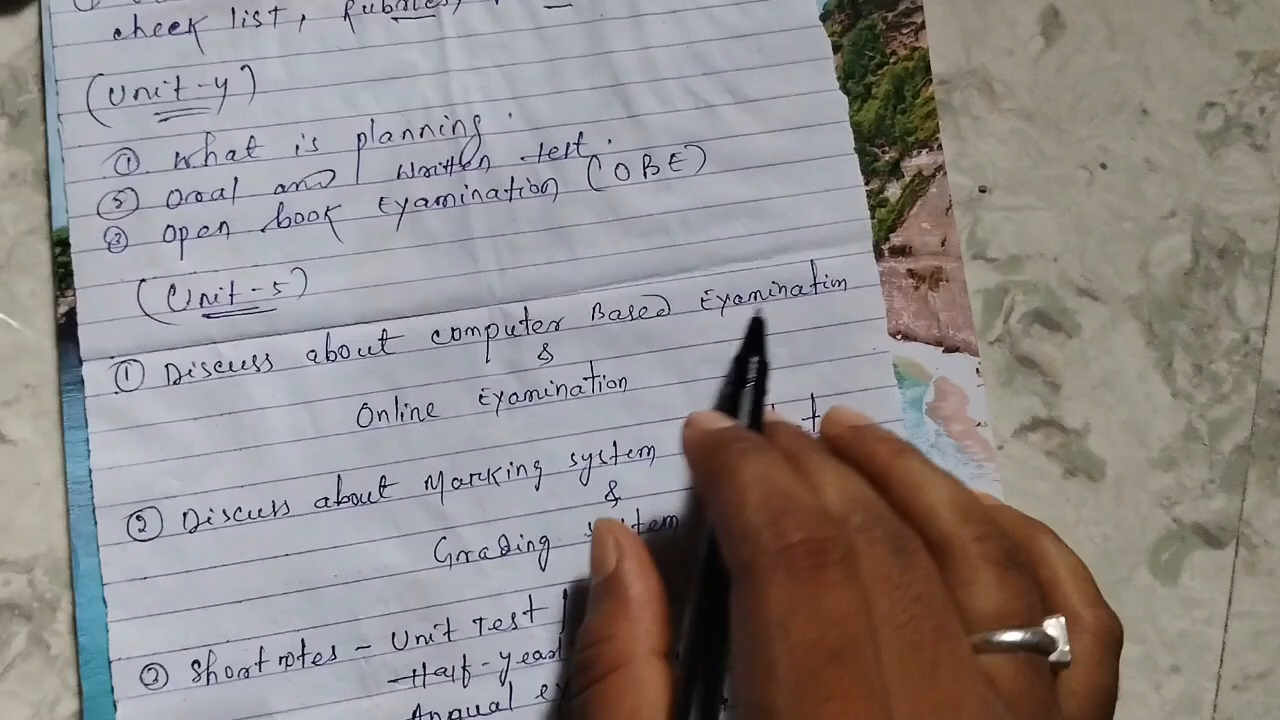 check list, Rubrics,
(Unit-4)
① What is planning.
② Oral and written test.
③ Open book Examination (OBE)
(Unit-5)
① Discuss about computer Based Examination
&
Online Examination
② Discuss about Marking system
&
Grading system
③ Short notes - Unit Test
Half-year
Annual